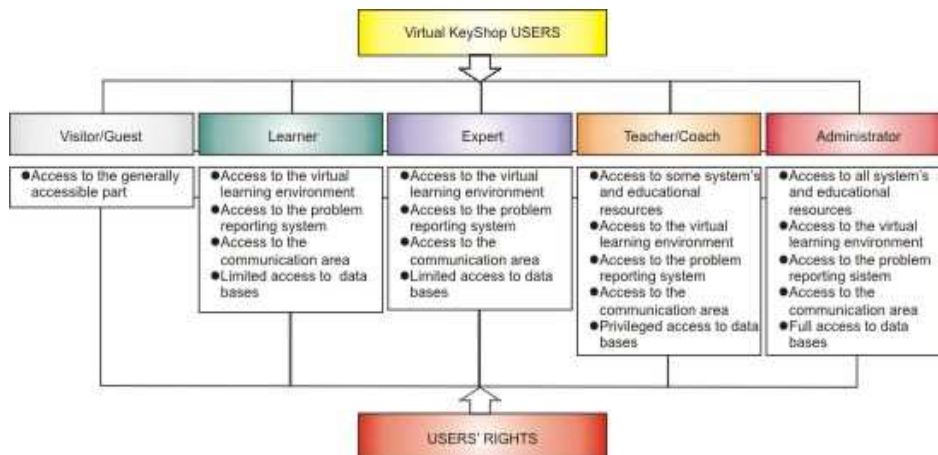 Virtual KeyShop USERS
Visitor/Guest
Learner
Expert
Teacher/Coach
Administrator
●Access to the generally
accessible part
●Access to the virtual
learning environment
●Access to the problem
reporting system
●Access to the
communication area
●Limited access to data
bases
●Access to the virtual
learning environment
●Access to the problem
reporting system
●Access to the
communication area
●Limited access to data
bases
●Access to some system's
and educational
resources
●Access to the virtual
learning environment
●Access to the problem
reporting system
●Access to the
communication area
●Privileged access to data
bases
●Access to all system's
and educational
resources
●Access to the virtual
learning environment
●Access to the problem
reporting sistem
●Access to the
communication area
●Full access to data
bases
USERS' RIGHTS